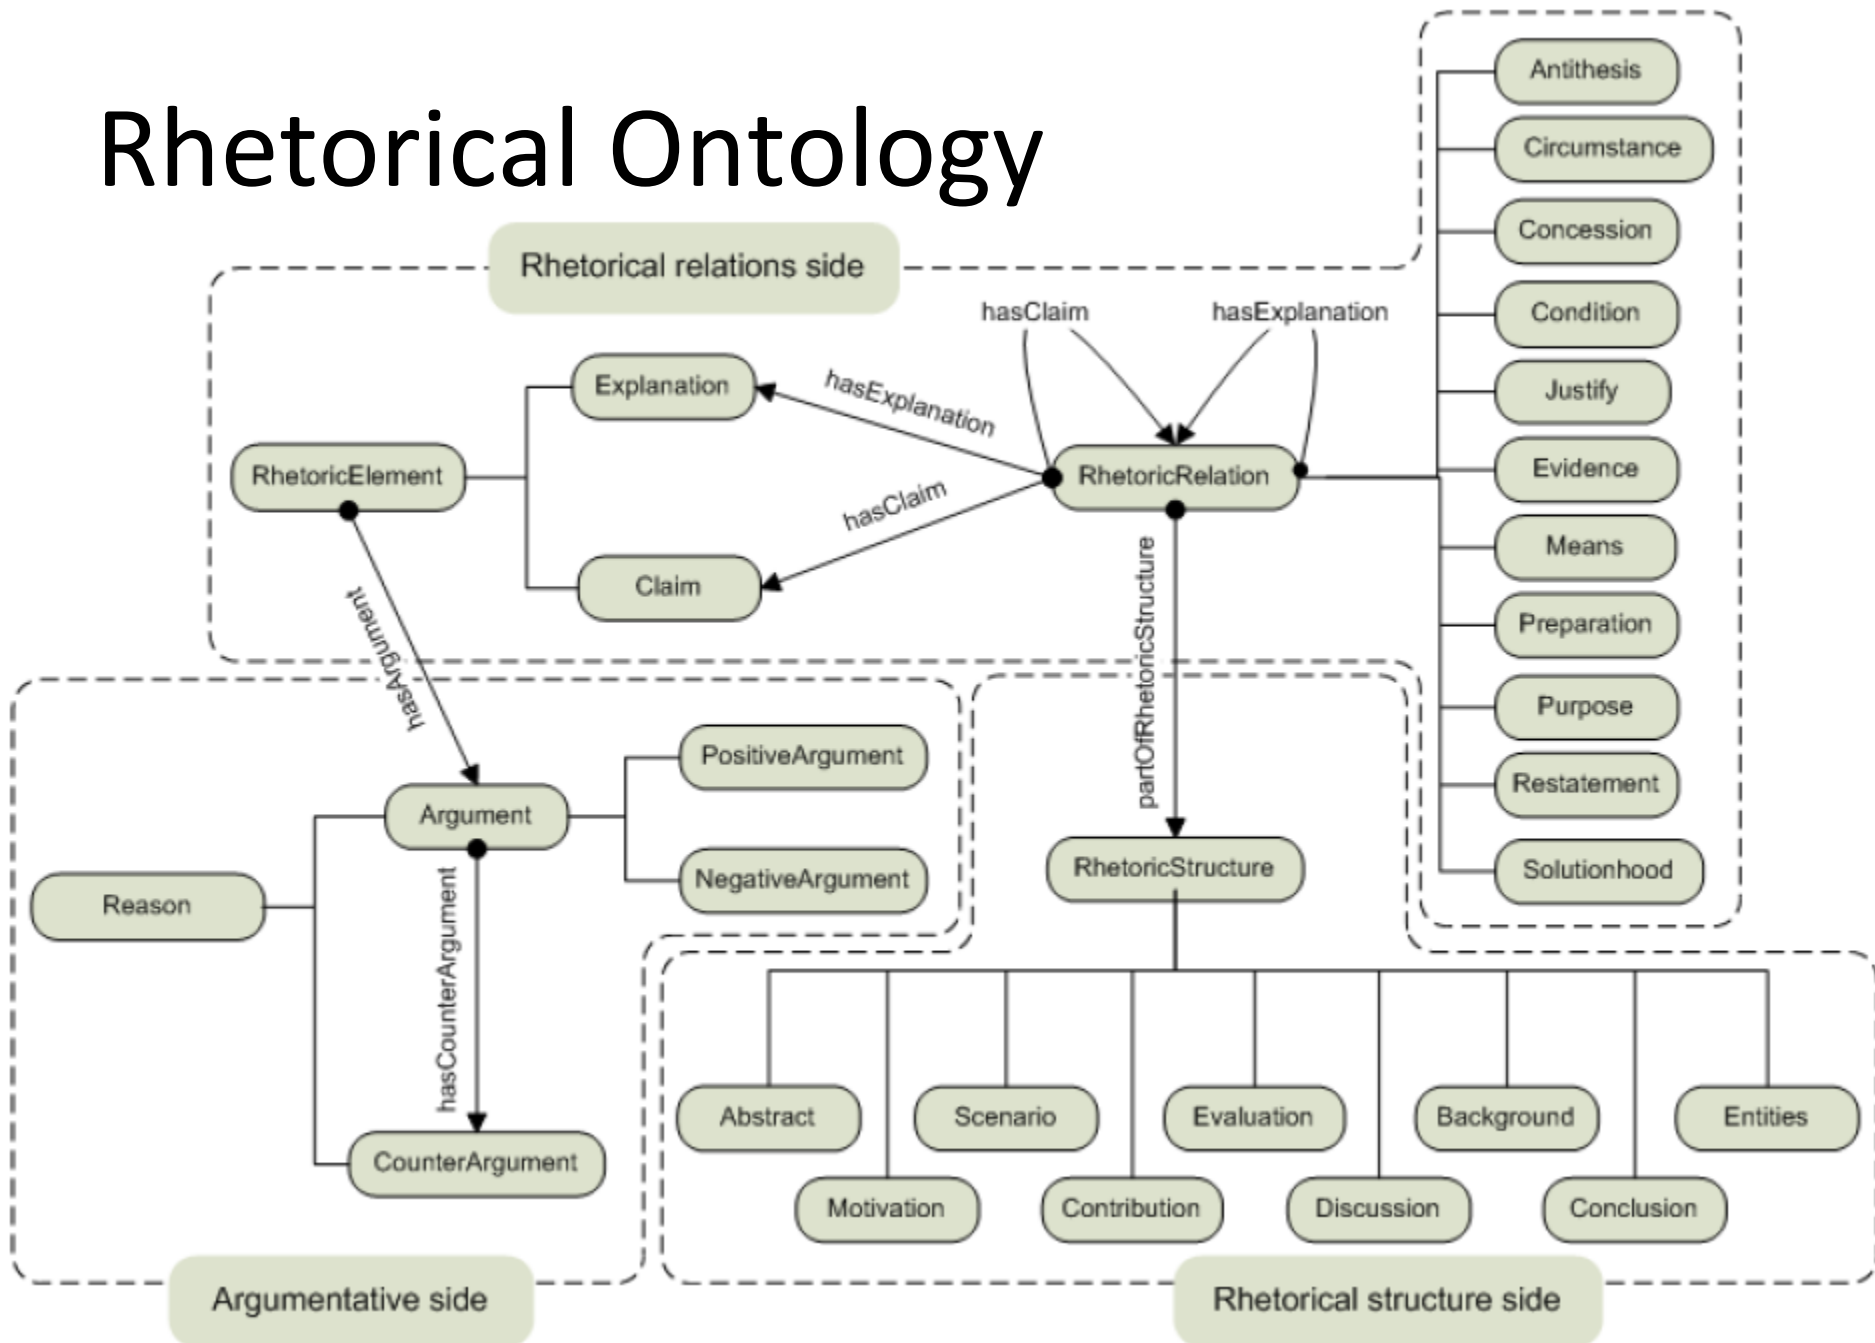 Rhetorical Ontology
Rhetorical relations side
hasClaim
hasExplanation
Explanation
hasExplanation
RhetoricElement
RhetoricRelation
hasClaim
Claim
hasArgument
partOfRhetoricStructure
Antithesis
Circumstance
Concession
Condition
Justify
Evidence
Means
Preparation
Purpose
Restatement
Solutionhood
PositiveArgument
Argument
NegativeArgument
Reason
hasCounterArgument
CounterArgument
Argumentative side
RhetoricStructure
Abstract
Scenario
Evaluation
Background
Entities
Motivation
Contribution
Discussion
Conclusion
Rhetorical structure side